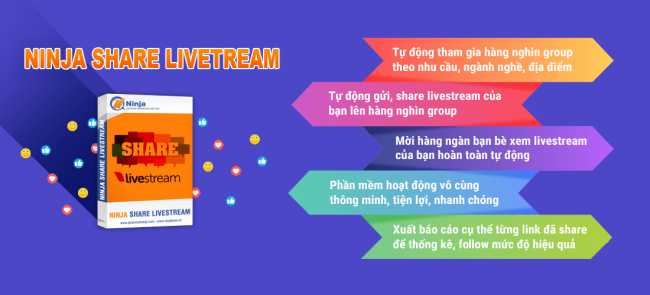 NINJA SHARE LIVETREAM
Ninja
NINJA SHARE LIVESTREAM
SHARE
livestream
NINJA SHARE LIVESTREAM
Tự động tham gia hàng nghìn group
theo nhu cầu, ngành nghề, địa điểm
Tự động gửi, share livestream của
bạn lên hàng nghìn group
Mời hàng ngàn bạn bè xem livestream
của bạn hoàn toàn tự động
Phần mềm hoạt động vô cùng
thông minh, tiện lợi, nhanh chóng
Xuất báo cáo cụ thể từng link đã share
để thống kê, follow mức độ hiệu quả